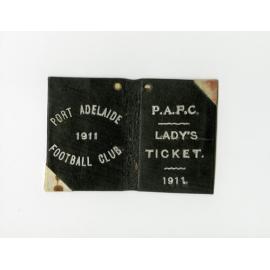 PORT ADELAIDE
1911
FOOTBALL CLUB.
P.A.F.C.
LADY'S
TICKET.
1911.